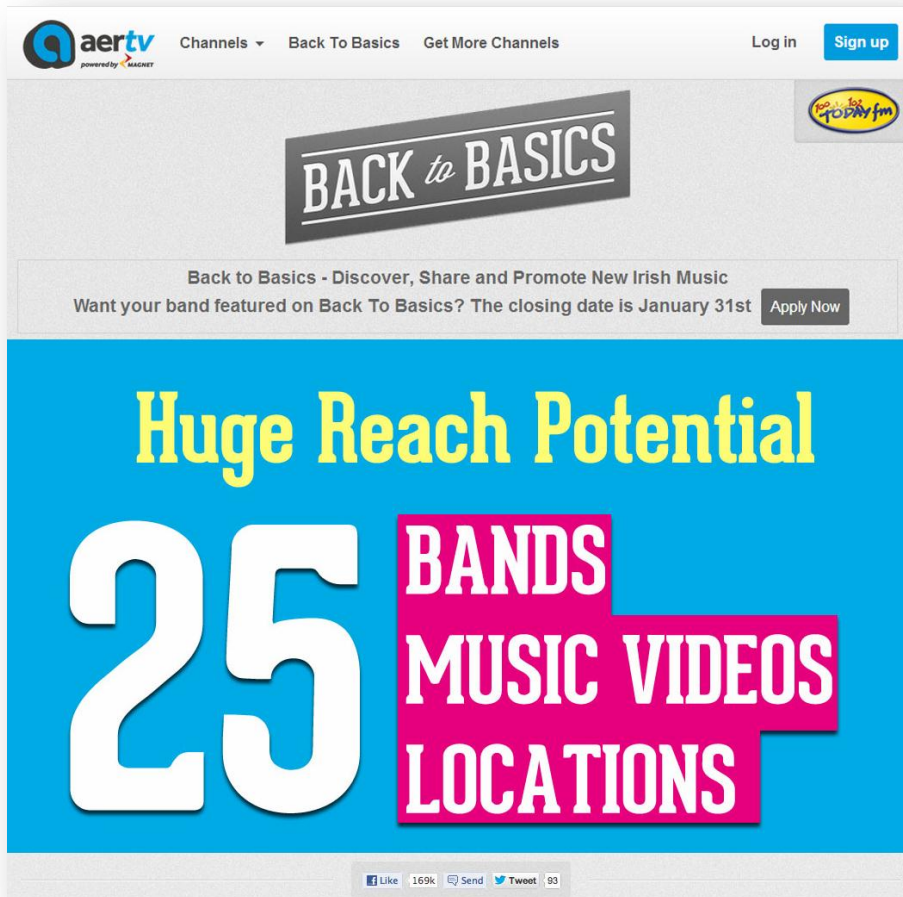 aertv
powered by MAGNET
Channels
Back To Basics
Get More Channels
Log in
Sign up
100 TODAY fm 102
BACK to BASICS
Back to Basics - Discover, Share and Promote New Irish Music
Want your band featured on Back To Basics? The closing date is January 31st
Apply Now
Huge Reach Potential
25
BANDS
MUSIC VIDEOS
LOCATIONS
Like 169k Send Tweet 93